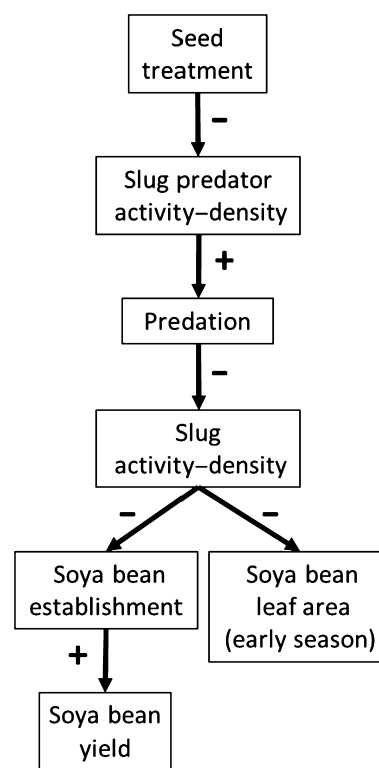 Seed
treatment
−
Slug predator
activity–density
+
Predation
−
Slug
activity–density
−
−
Soya bean
establishment
Soya bean
leaf area
(early season)
+
Soya bean
yield